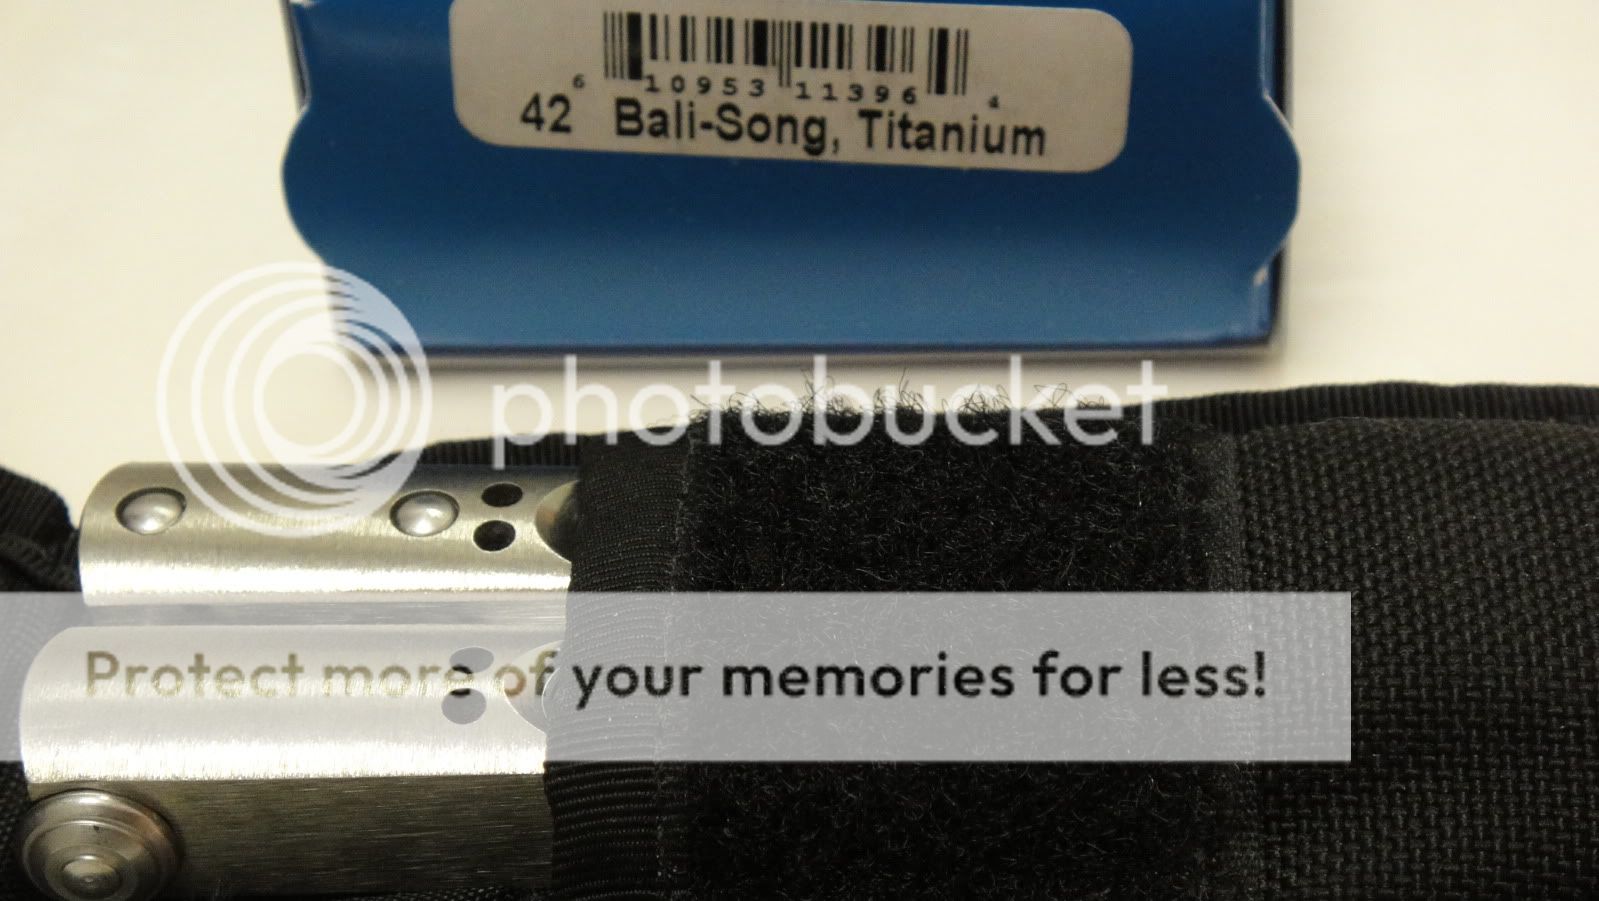 6 10953 11396 4
42 Bali-Song, Titanium
photobucket
Protect more of your memories for less!